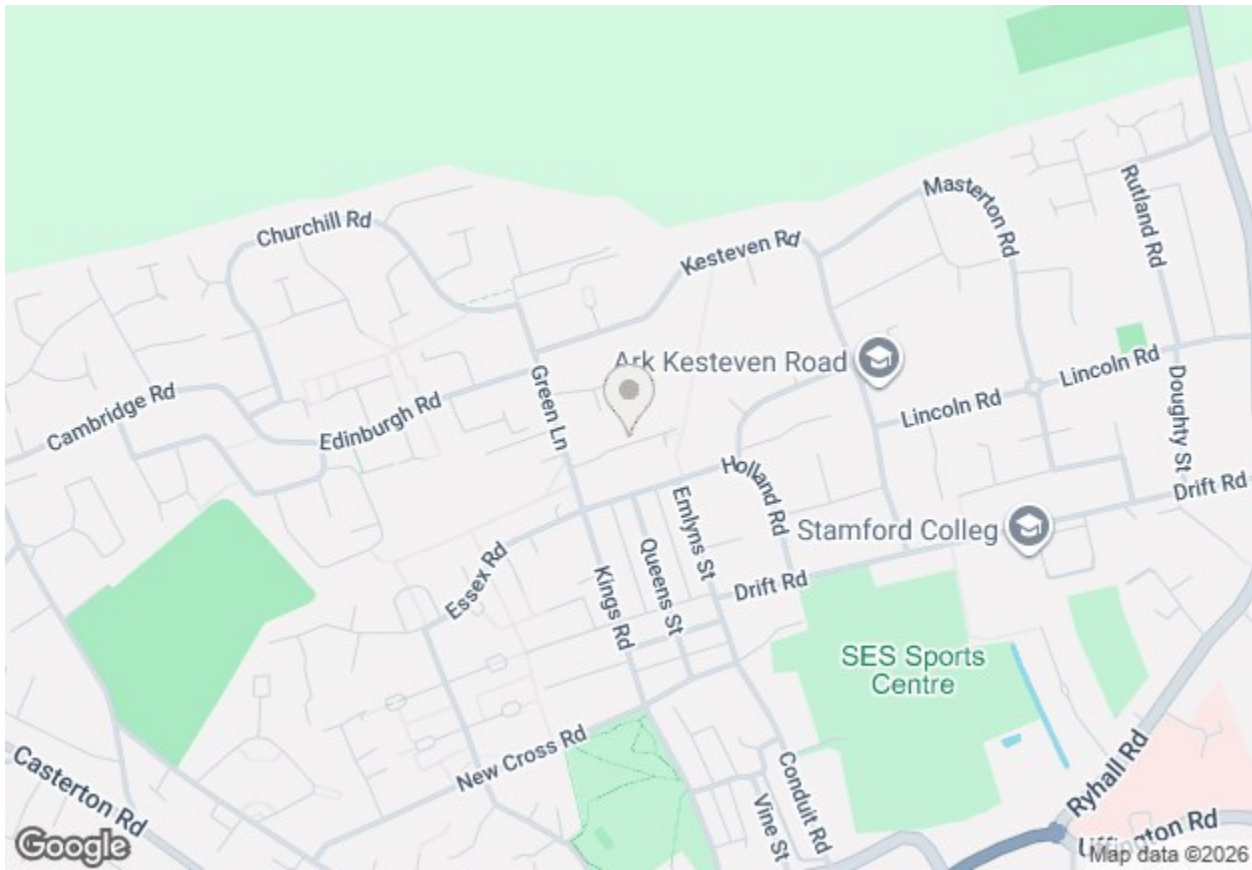 Masterton Rd
Rutland Rd
Churchill Rd
Kesteven Rd
Ark Kesteven Road
Lincoln Rd
Cambridge Rd
Green Ln
Edinburgh Rd
Lincoln Rd
Doughty St
Holland Rd
Drift Rd
Emlyns St
Stamford Colleg
Queens St
Essex Rd
Kings Rd
Drift Rd
SES Sports
Centre
New Cross Rd
Casterton Rd
Conduit Rd
Vine St
Ryhall Rd
Uffington Rd
Google
Map data ©2026